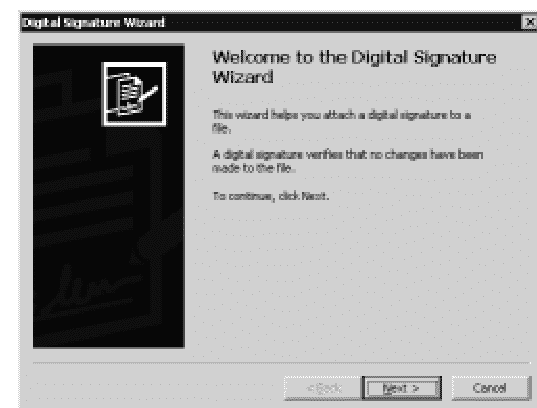 Digital Signature Wizard
Welcome to the Digital Signature
Wizard
This wizard helps you attach a digital signature to a
file.
A digital signature verifies that no changes have been
made to the file.
To continue, click Next.
< Back
Next >
Cancel